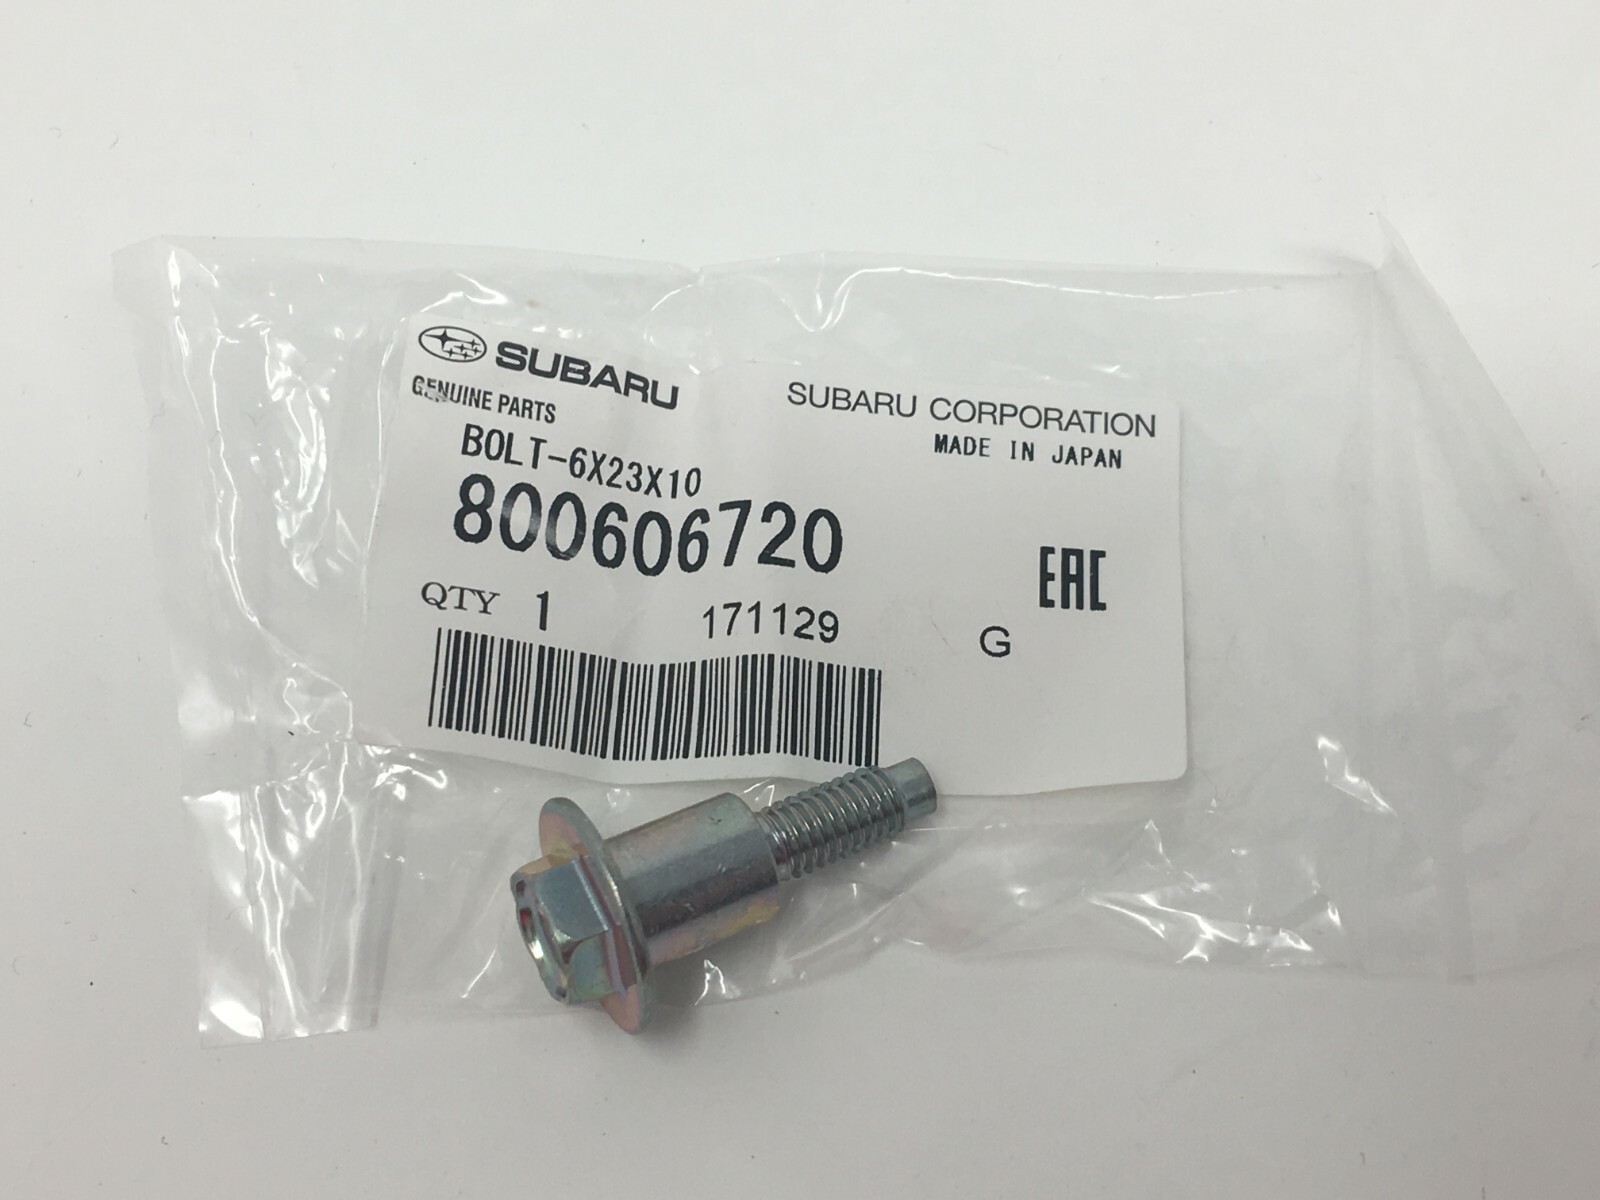 SUBARU
GENUINE PARTS
SUBARU CORPORATION
MADE IN JAPAN
BOLT-6X23X10
800606720
EAC
QTY 1 171129 G